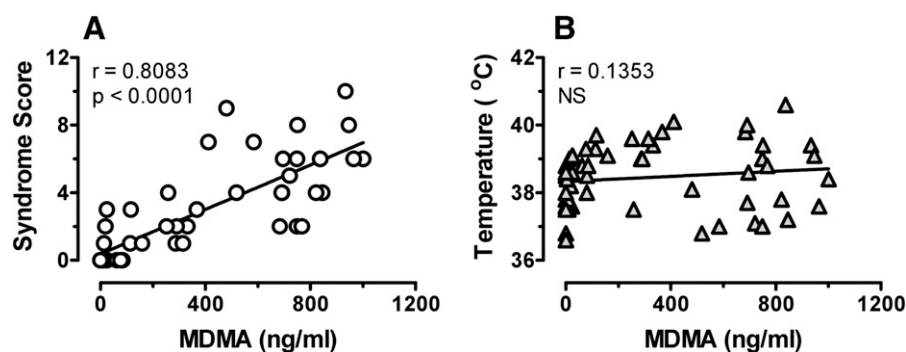 A
r = 0.8083
p < 0.0001
Syndrome Score
12
8
4
0
0
400
800
1200
MDMA (ng/ml)
B
r = 0.1353
NS
Temperature ( °C)
42
40
38
36
0
400
800
1200
MDMA (ng/ml)